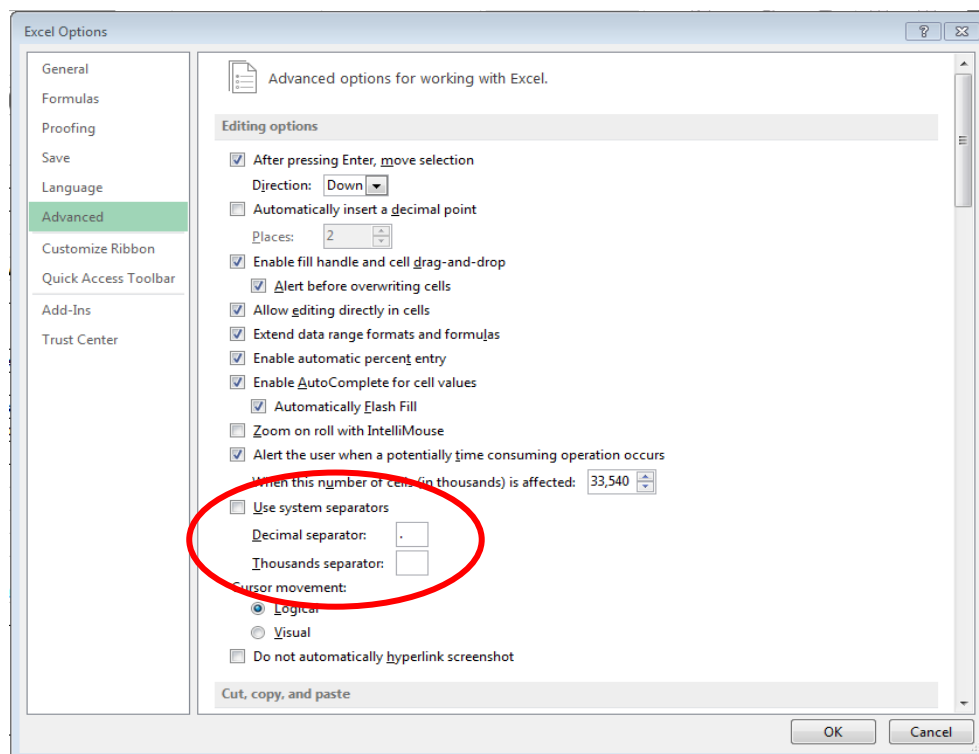 Excel Options
General
Formulas
Proofing
Save
Language
Advanced
Customize Ribbon
Quick Access Toolbar
Add-Ins
Trust Center
Advanced options for working with Excel.
Editing options
After pressing Enter, move selection
Direction: Down
Automatically insert a decimal point
Places: 2
Enable fill handle and cell drag-and-drop
Alert before overwriting cells
Allow editing directly in cells
Extend data range formats and formulas
Enable automatic percent entry
Enable AutoComplete for cell values
Automatically Flash Fill
Zoom on roll with IntelliMouse
Alert the user when a potentially time consuming operation occurs
When this number of cells (in thousands) is affected: 33,540
Use system separators
Decimal separator: .
Thousands separator:
Cursor movement:
Logical
Visual
Do not automatically hyperlink screenshot
Cut, copy, and paste
OK Cancel